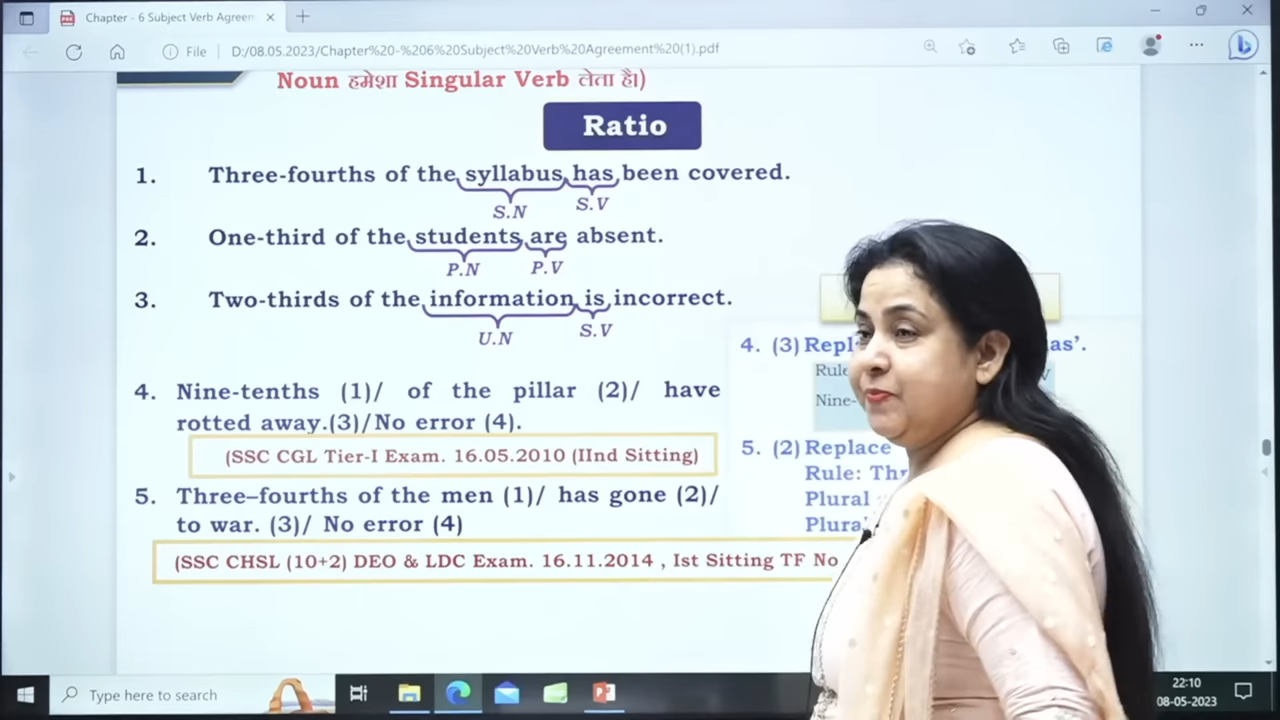 Chapter - 6 Subject Verb Agreem
File D:/08.05.2023/Chapter%20-%206%20Subject%20Verb%20Agreement%20(1).pdf
Noun हमेशा Singular Verb लेता है।)
Ratio
1. Three-fourths of the syllabus has been covered.
S.N S.V
2. One-third of the students are absent.
P.N P.V
3. Two-thirds of the information is incorrect.
U.N S.V
4. Nine-tenths (1)/ of the pillar (2)/ have
rotted away.(3)/No error (4).
(SSC CGL Tier-I Exam. 16.05.2010 (IInd Sitting)
5. Three–fourths of the men (1)/ has gone (2)/
to war. (3)/ No error (4)
(SSC CHSL (10+2) DEO & LDC Exam. 16.11.2014 , Ist Sitting TF No
4. (3) Repl as’.
Rule
Nine-
5. (2) Replace
Rule: Thr
Plural
Plura
Type here to search
22:10
08-05-2023